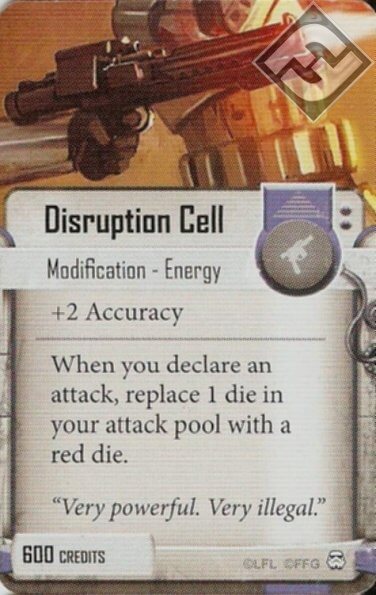 Disruption Cell
Modification - Energy
+2 Accuracy
When you declare an
attack, replace 1 die in
your attack pool with a
red die.
“Very powerful. Very illegal.”
600 CREDITS
©LFL ©FFG